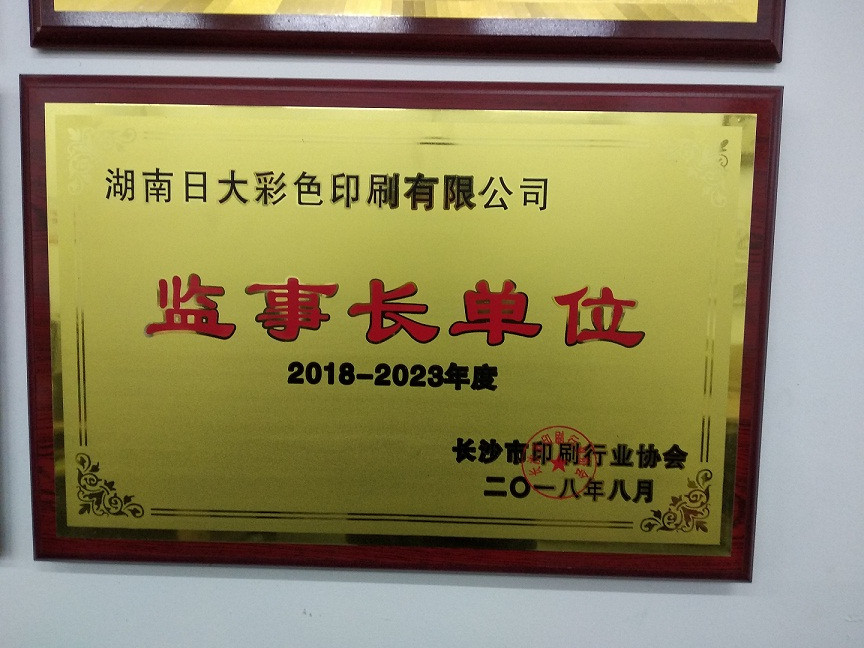 湖南日大彩色印刷有限公司
监事长单位
2018-2023年度
长沙市印刷行业协会
二〇一八年八月